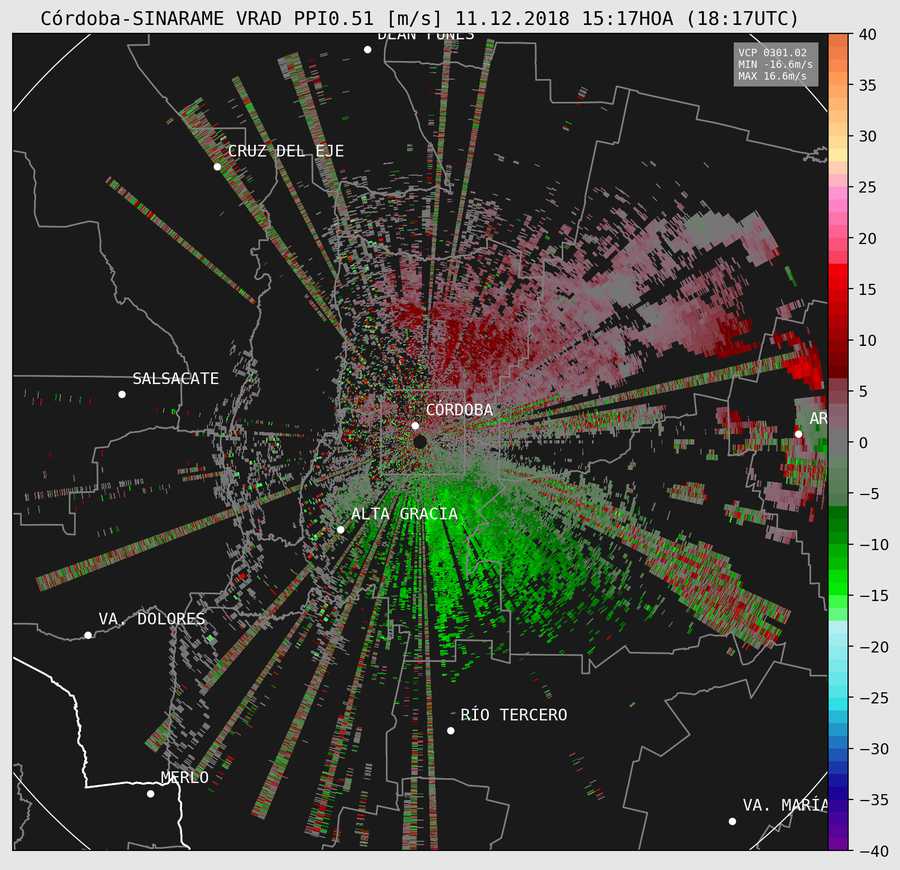 Córdoba-SINARAME VRAD PPI0.51 [m/s] 11.12.2018 15:17HOA (18:17UTC)
DEAN FUNES
VCP 0301.02
MIN -16.6m/s
MAX 16.6m/s
CRUZ DEL EJE
SALSACATE
CÓRDOBA
AR
ALTA GRACIA
VA. DOLORES
RÍO TERCERO
MERLO
VA. MARÍA
40
35
30
25
20
15
10
5
0
−5
−10
−15
−20
−25
−30
−35
−40